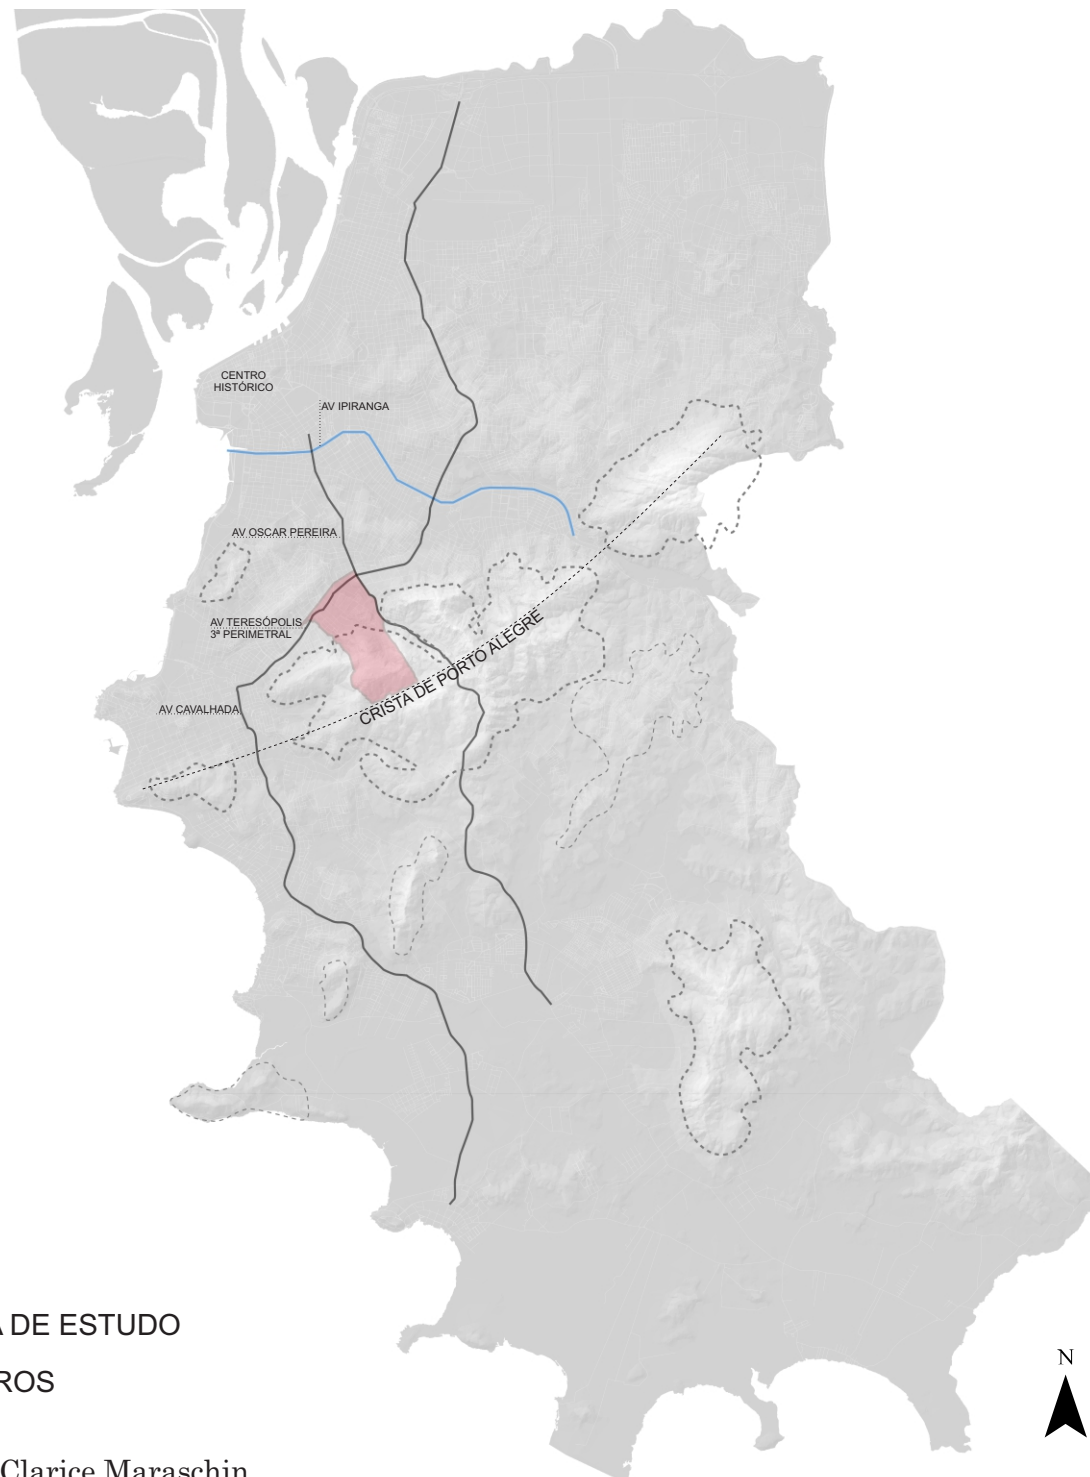 CENTRO
HISTÓRICO
AV IPIRANGA
AV OSCAR PEREIRA
AV TERESÓPOLIS
3ª PERIMETRAL
CRISTA DE PORTO ALEGRE
AV CAVALHADA
A DE ESTUDO
ROS
N
Clarice Maraschin